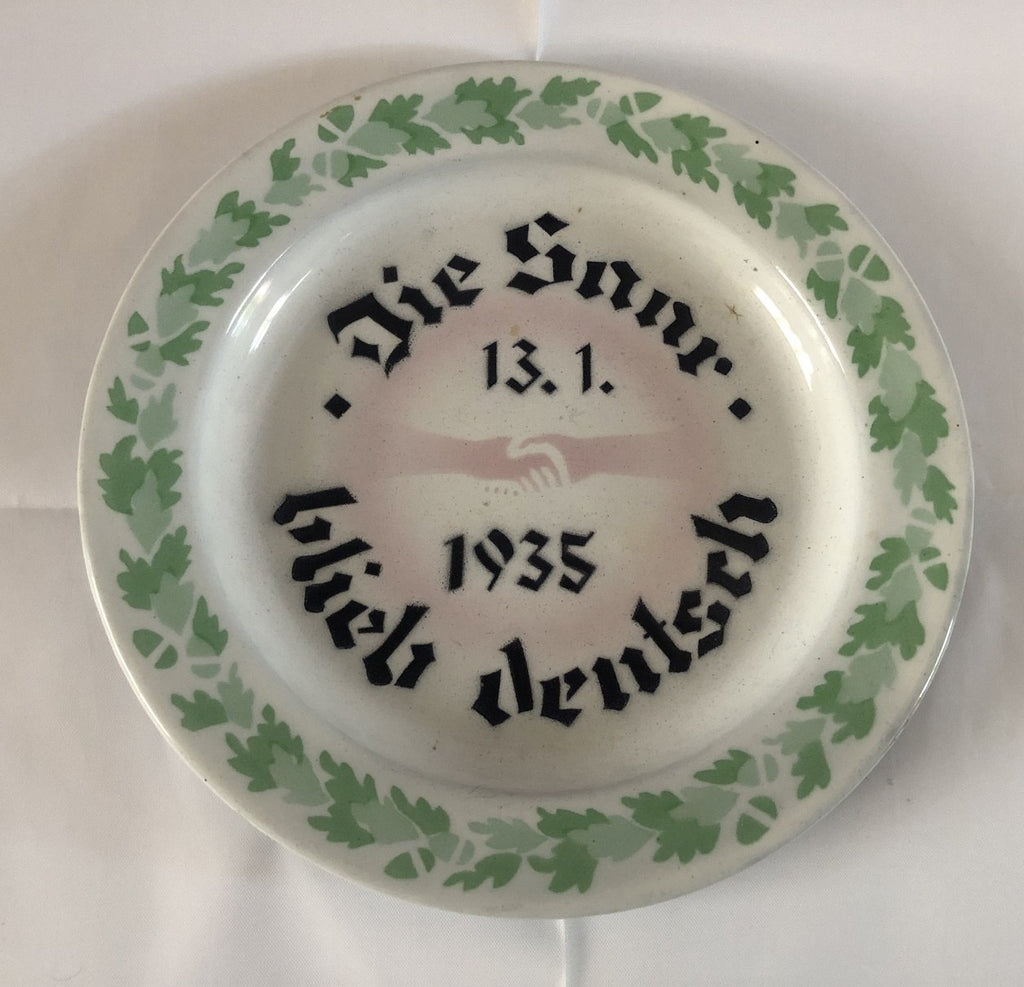 · Die Saar ·
13. 1.
1935
blieb deutsch